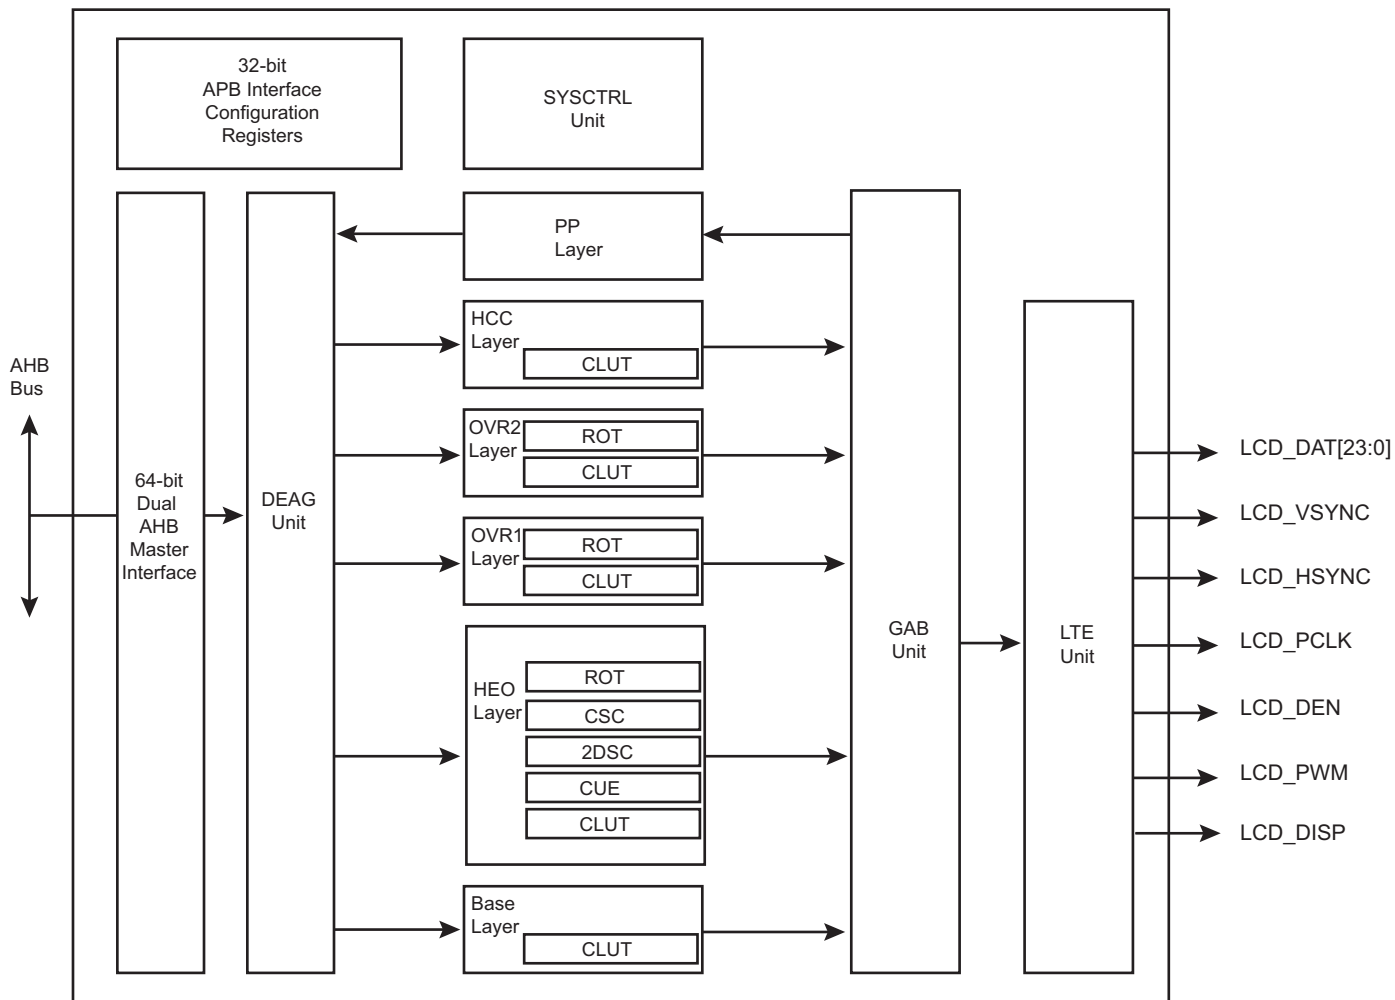 32-bit
APB Interface
Configuration
Registers
SYSCTRL
Unit
PP
Layer
HCC
Layer
CLUT
AHB
Bus
OVR2
Layer
ROT
CLUT
64-bit
Dual
AHB
Master
Interface
DEAG
Unit
OVR1
Layer
ROT
CLUT
HEO
Layer
ROT
CSC
2DSC
CUE
CLUT
Base
Layer
CLUT
GAB
Unit
LTE
Unit
LCD_DAT[23:0]
LCD_VSYNC
LCD_HSYNC
LCD_PCLK
LCD_DEN
LCD_PWM
LCD_DISP